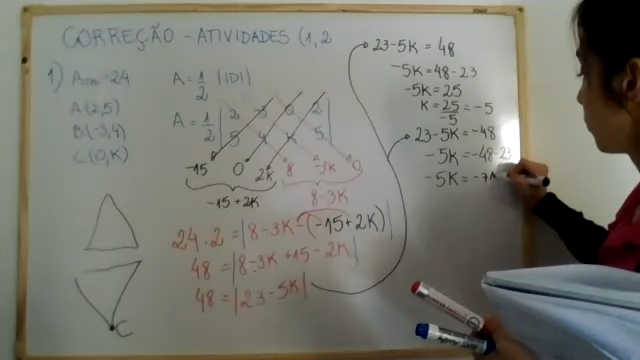 CORREÇÃO - ATIVIDADES (1, 2
1) A = 24
A = 1/2 |D|
A(2,5)
B(-3,4)
C(0,K)
A = 1/2 | 2 -3 0 2
5 4 K 5 |
-15 0 2K 8 -3K 0
-15+2K 8-3K
24·2 = |8-3K-(-15+2K)|
48 = |8-3K+15-2K|
48 = |23-5K|
C
23-5K = 48
-5K = 48-23
-5K = 25
K = 25/-5 = -5
23-5K = -48
-5K = -48-23
-5K = -71